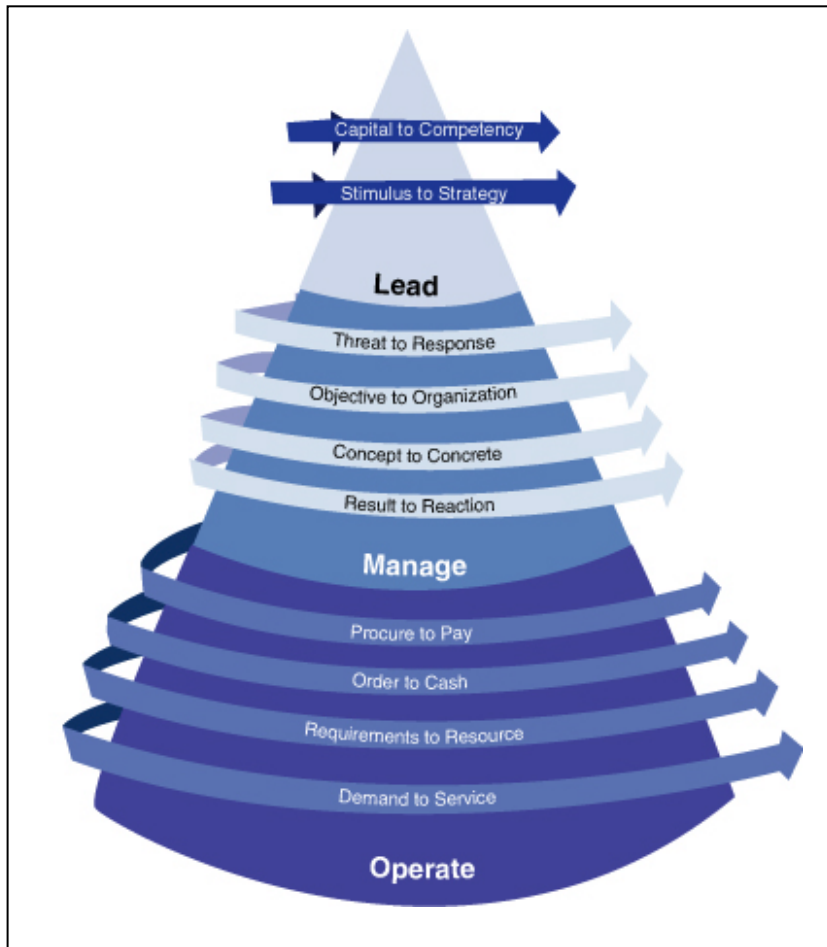 Capital to Competency
Stimulus to Strategy
Lead
Threat to Response
Objective to Organization
Concept to Concrete
Result to Reaction
Manage
Procure to Pay
Order to Cash
Requirements to Resource
Demand to Service
Operate